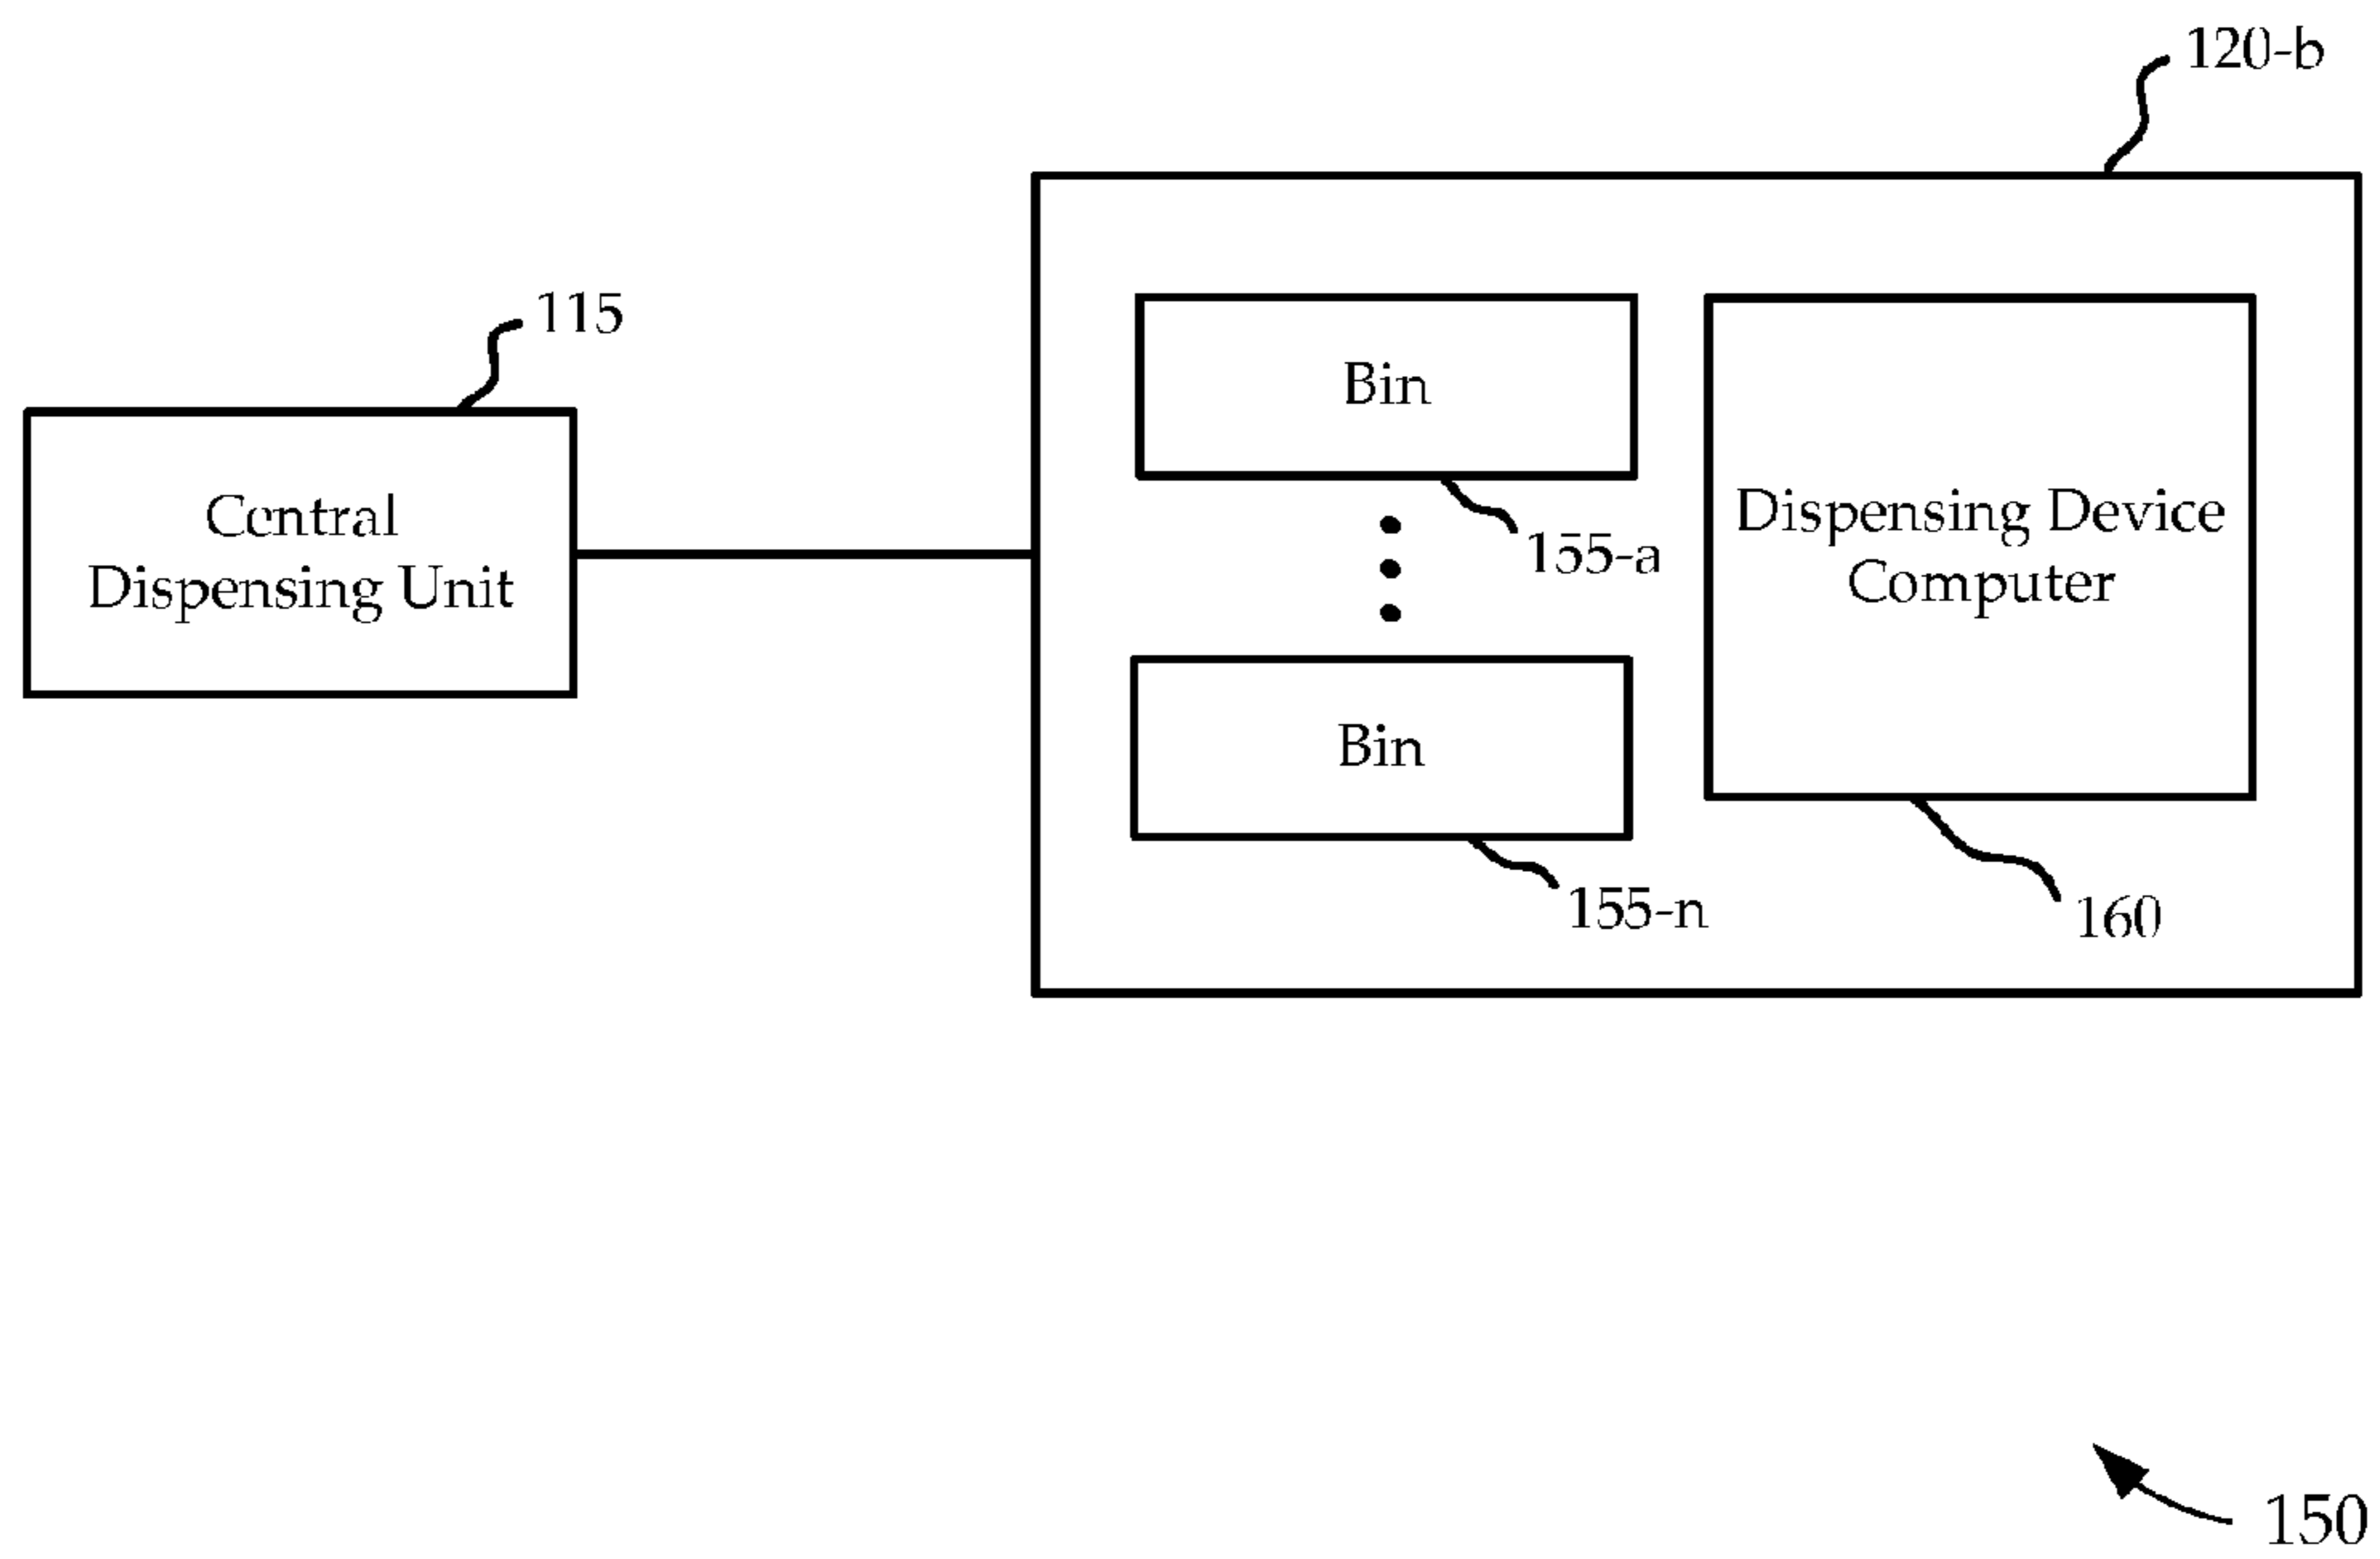 120-b
115
Bin
Central
Dispensing Unit
Dispensing Device
Computer
155-a
Bin
155-n
160
150